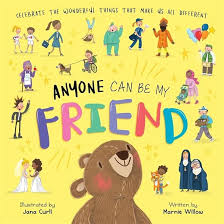 CELEBRATE THE WONDERFUL THINGS THAT MAKE US ALL DIFFERENT
ANYONE CAN BE MY
FRIEND
Illustrated by
Jana Curll
Written by
Marnie Willow